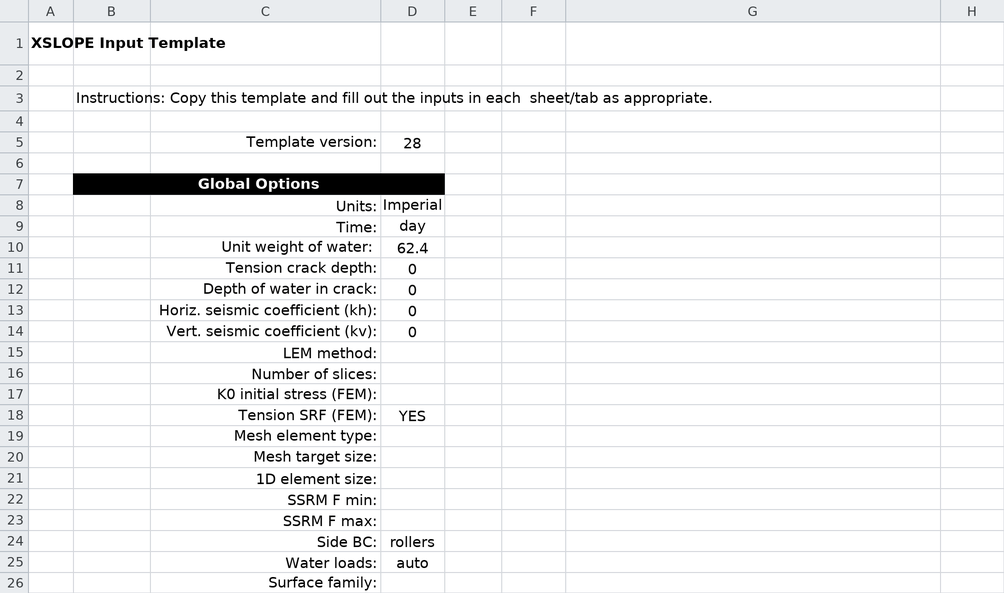 A B C D E F G H
1 XSLOPE Input Template
2
3 Instructions: Copy this template and fill out the inputs in each  sheet/tab as appropriate.
4
5 Template version: 28
6
7 Global Options
8 Units: Imperial
9 Time: day
10 Unit weight of water: 62.4
11 Tension crack depth: 0
12 Depth of water in crack: 0
13 Horiz. seismic coefficient (kh): 0
14 Vert. seismic coefficient (kv): 0
15 LEM method:
16 Number of slices:
17 K0 initial stress (FEM):
18 Tension SRF (FEM): YES
19 Mesh element type:
20 Mesh target size:
21 1D element size:
22 SSRM F min:
23 SSRM F max:
24 Side BC: rollers
25 Water loads: auto
26 Surface family: